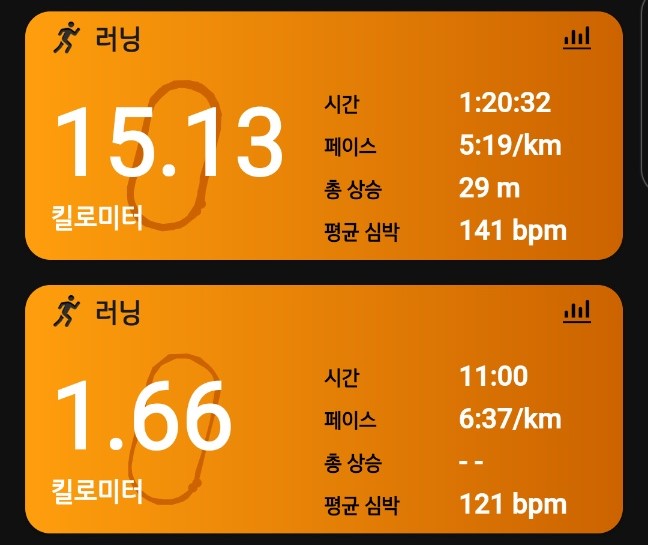 러닝
15.13
킬로미터
시간 1:20:32
페이스 5:19/km
총 상승 29 m
평균 심박 141 bpm
러닝
1.66
킬로미터
시간 11:00
페이스 6:37/km
총 상승 - -
평균 심박 121 bpm